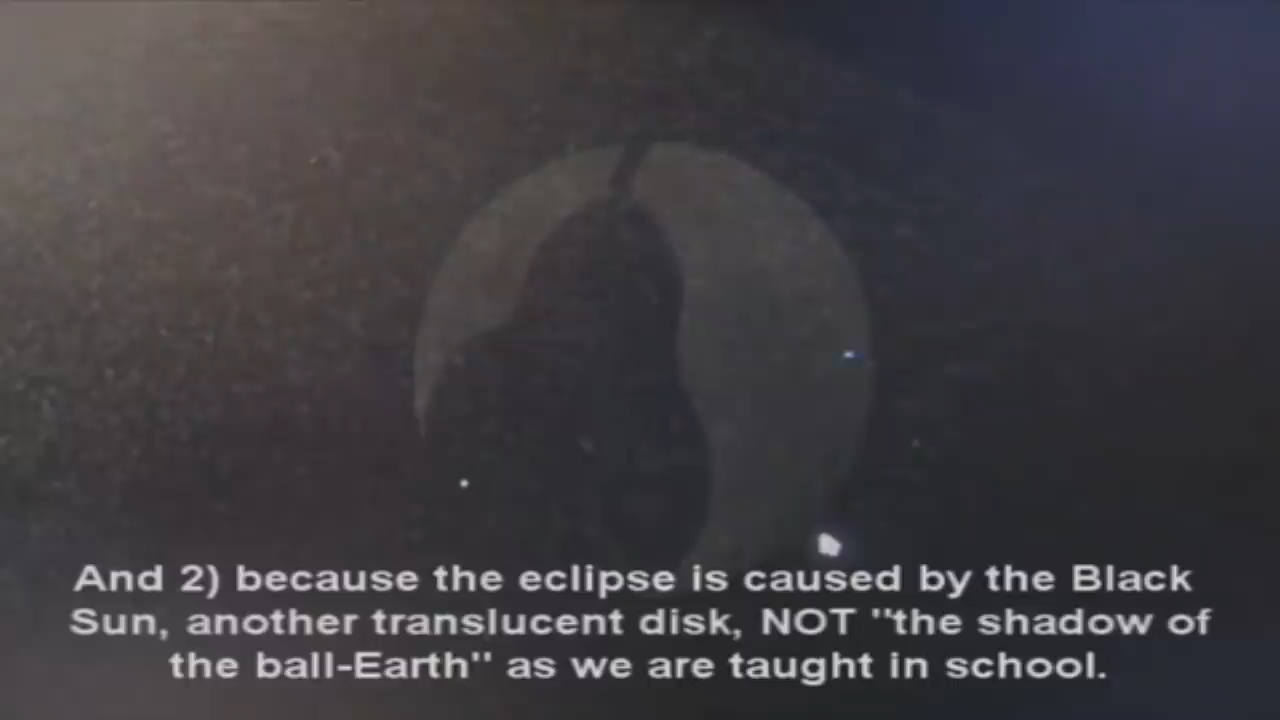 And 2) because the eclipse is caused by the Black
Sun, another translucent disk, NOT "the shadow of
the ball-Earth" as we are taught in school.